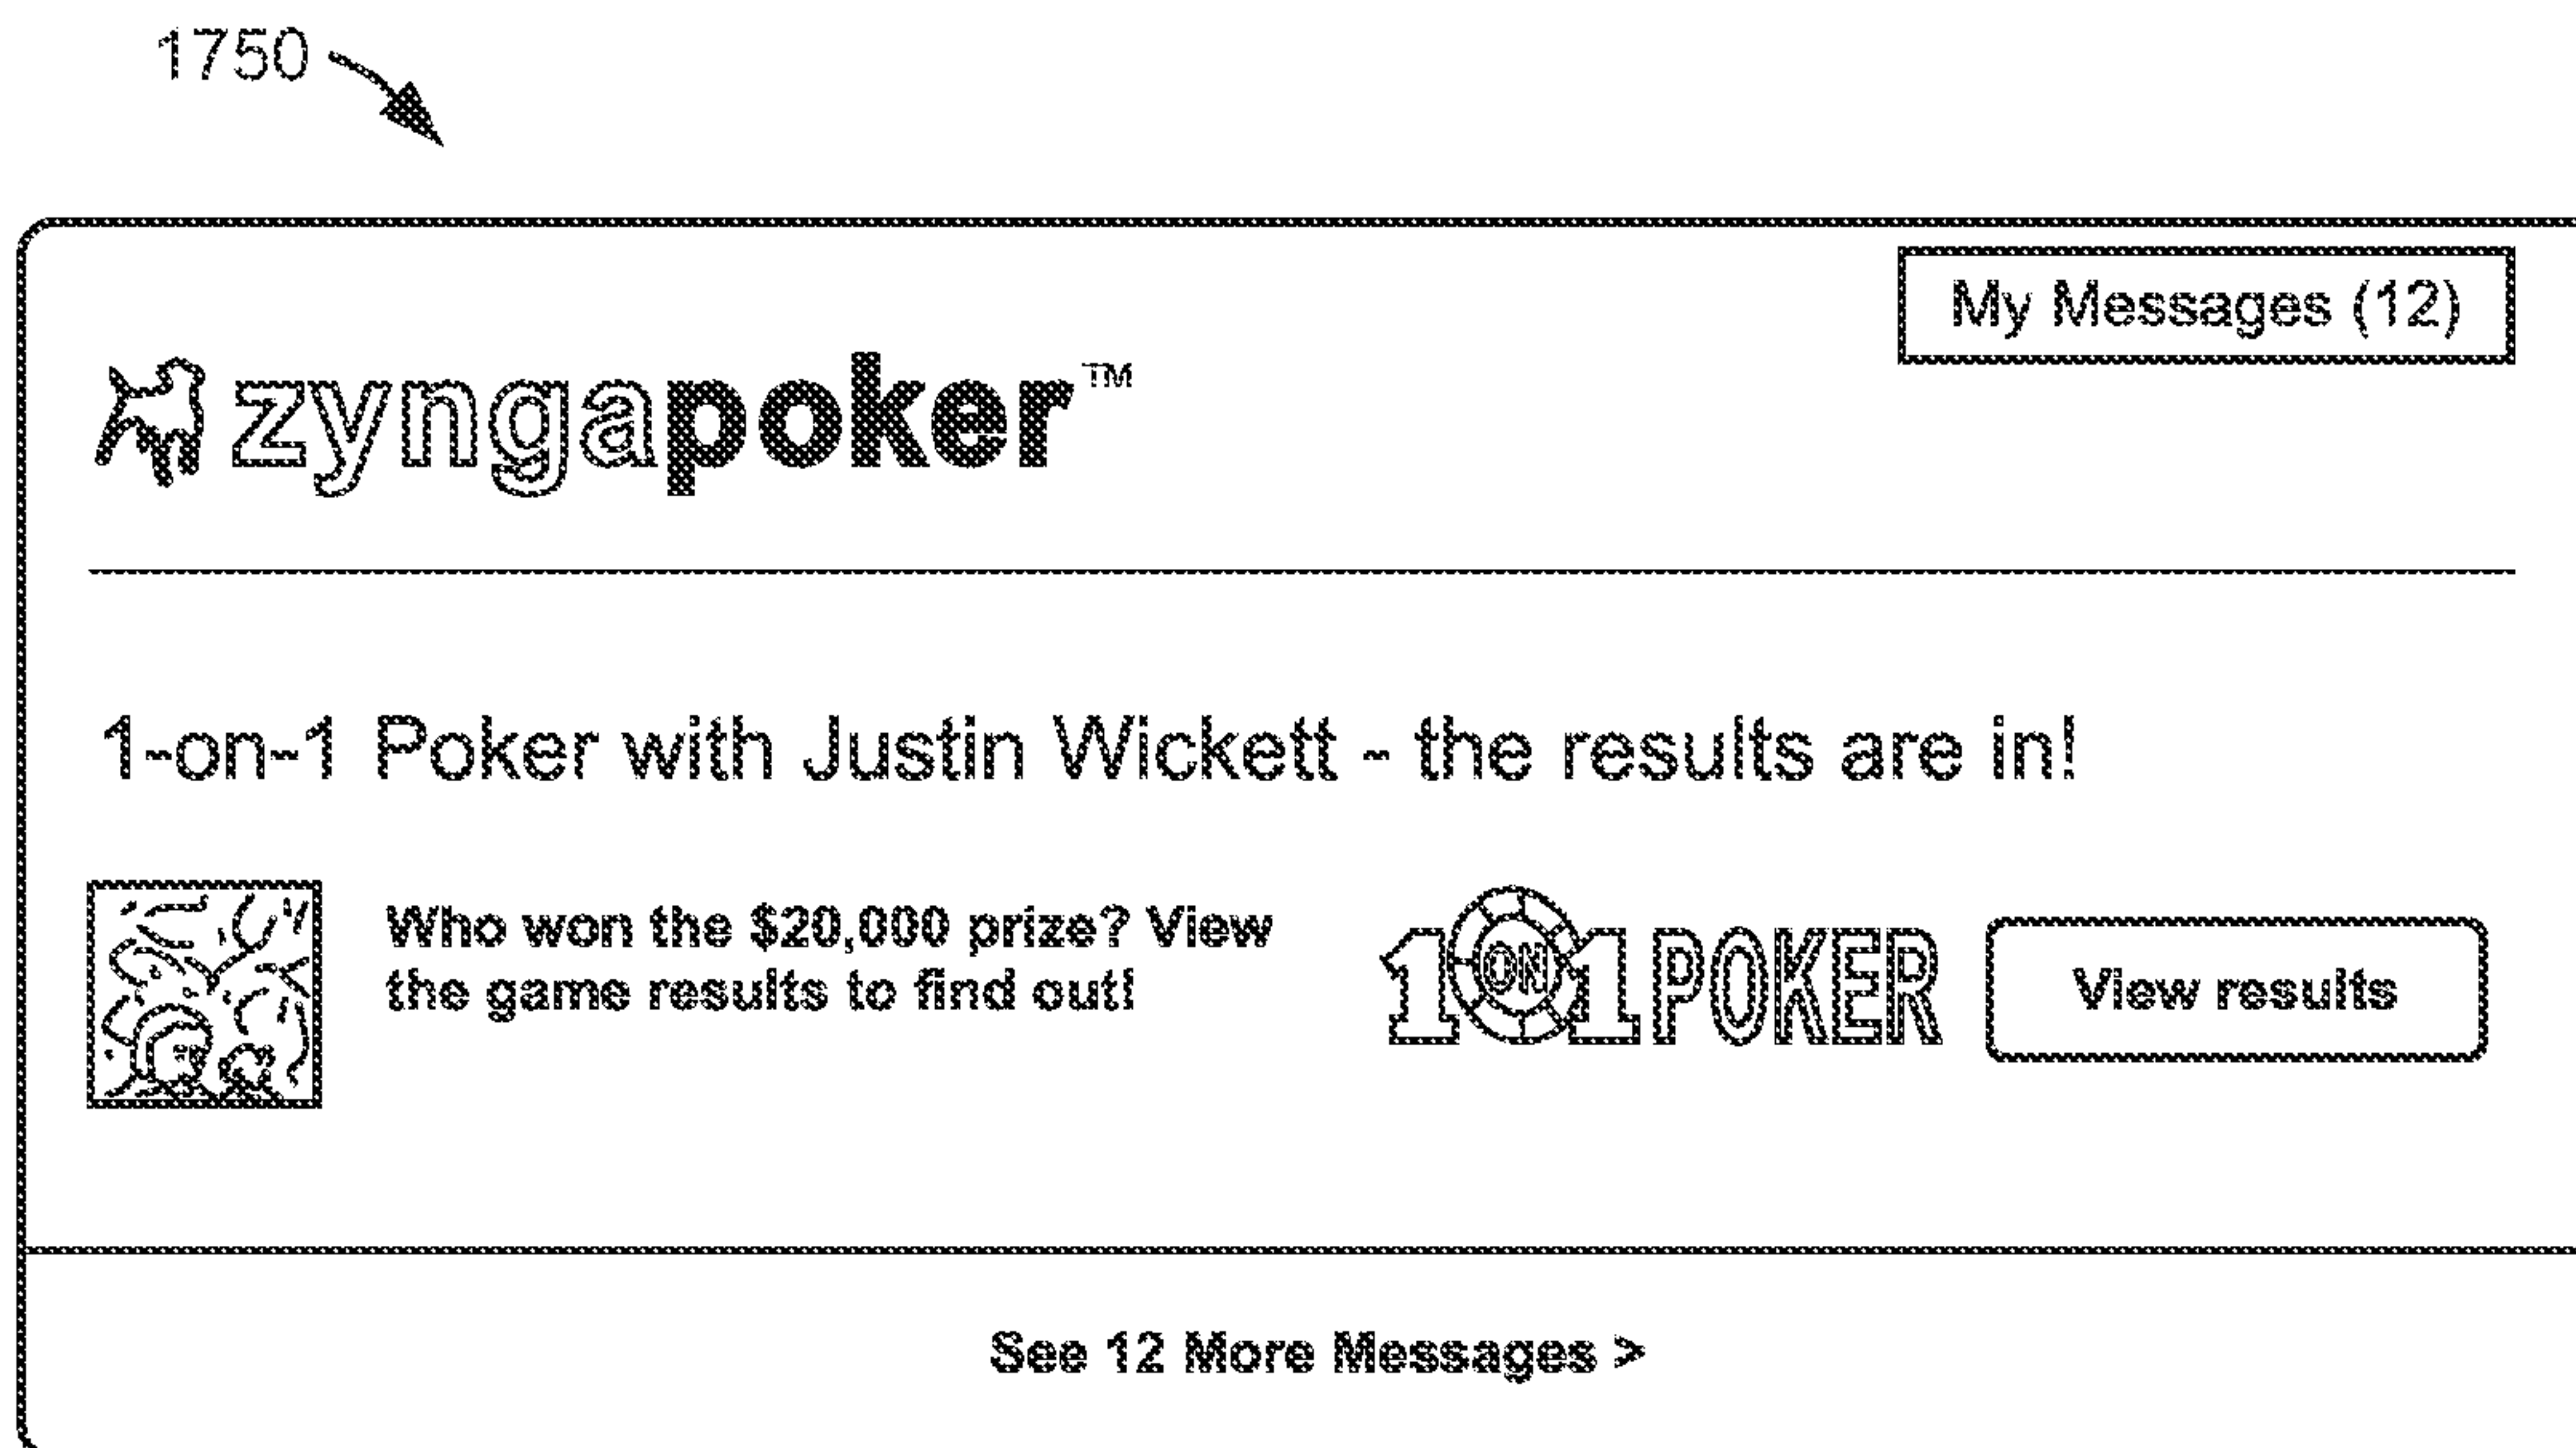 1750
My Messages (12)
zyngapoker™
1-on-1 Poker with Justin Wickett - the results are in!
Who won the $20,000 prize? View
the game results to find out!
1 ON 1 POKER
View results
See 12 More Messages >